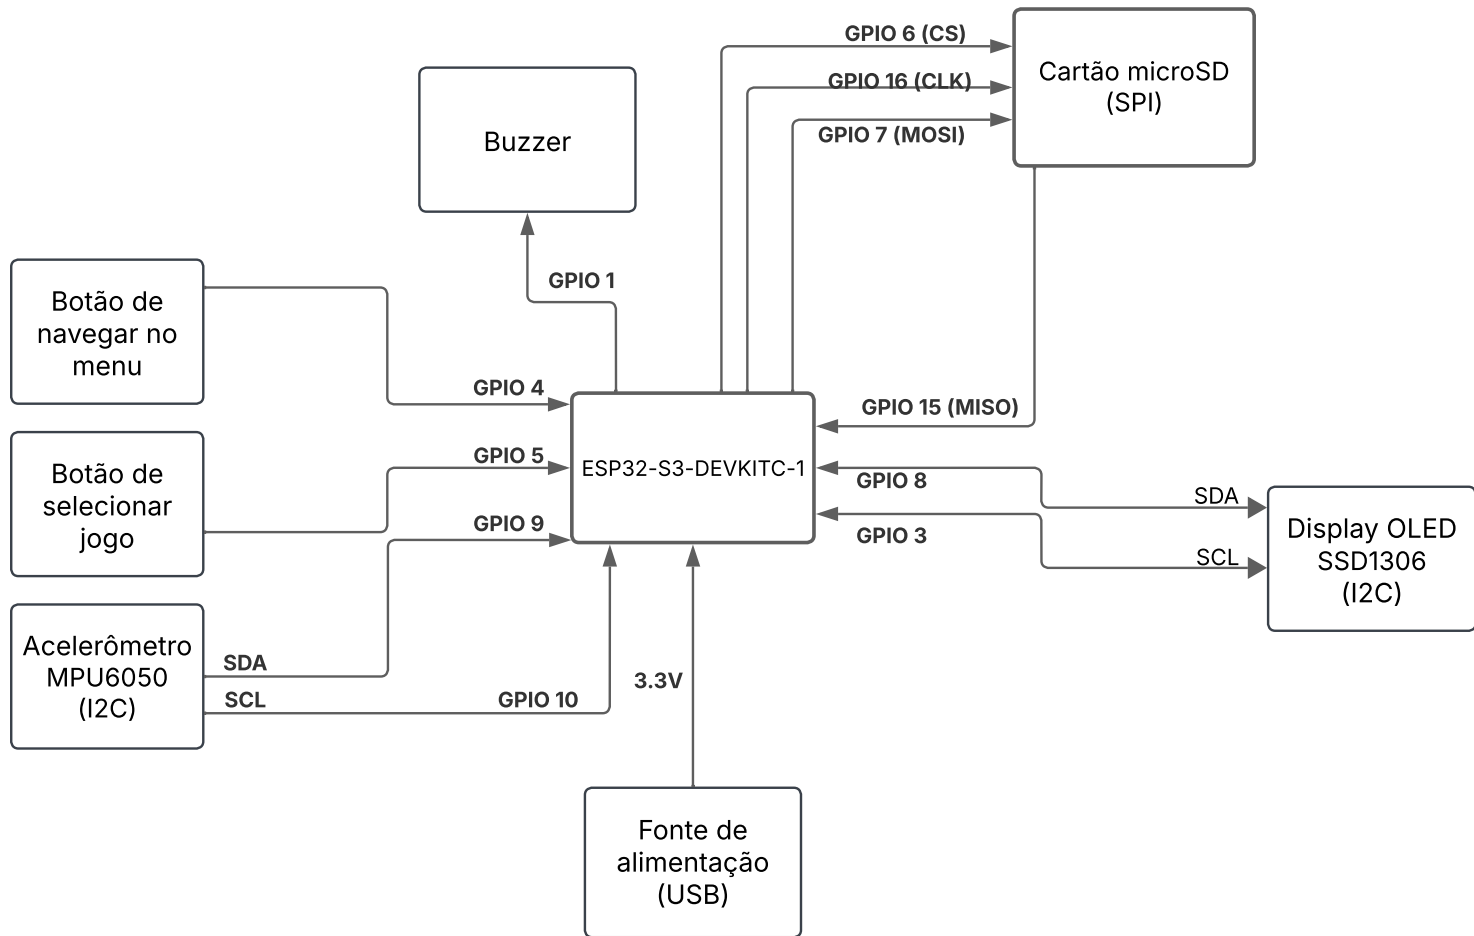 GPIO 6 (CS)
GPIO 16 (CLK)
GPIO 7 (MOSI)
Cartão microSD
(SPI)
Buzzer
GPIO 1
Botão de
navegar no
menu
GPIO 4
GPIO 15 (MISO)
Botão de
selecionar
jogo
GPIO 5
ESP32-S3-DEVKITC-1
GPIO 8
GPIO 9
GPIO 3
SDA
SCL
Display OLED
SSD1306
(I2C)
Acelerômetro
MPU6050
(I2C)
SDA
SCL
GPIO 10
3.3V
Fonte de
alimentação
(USB)